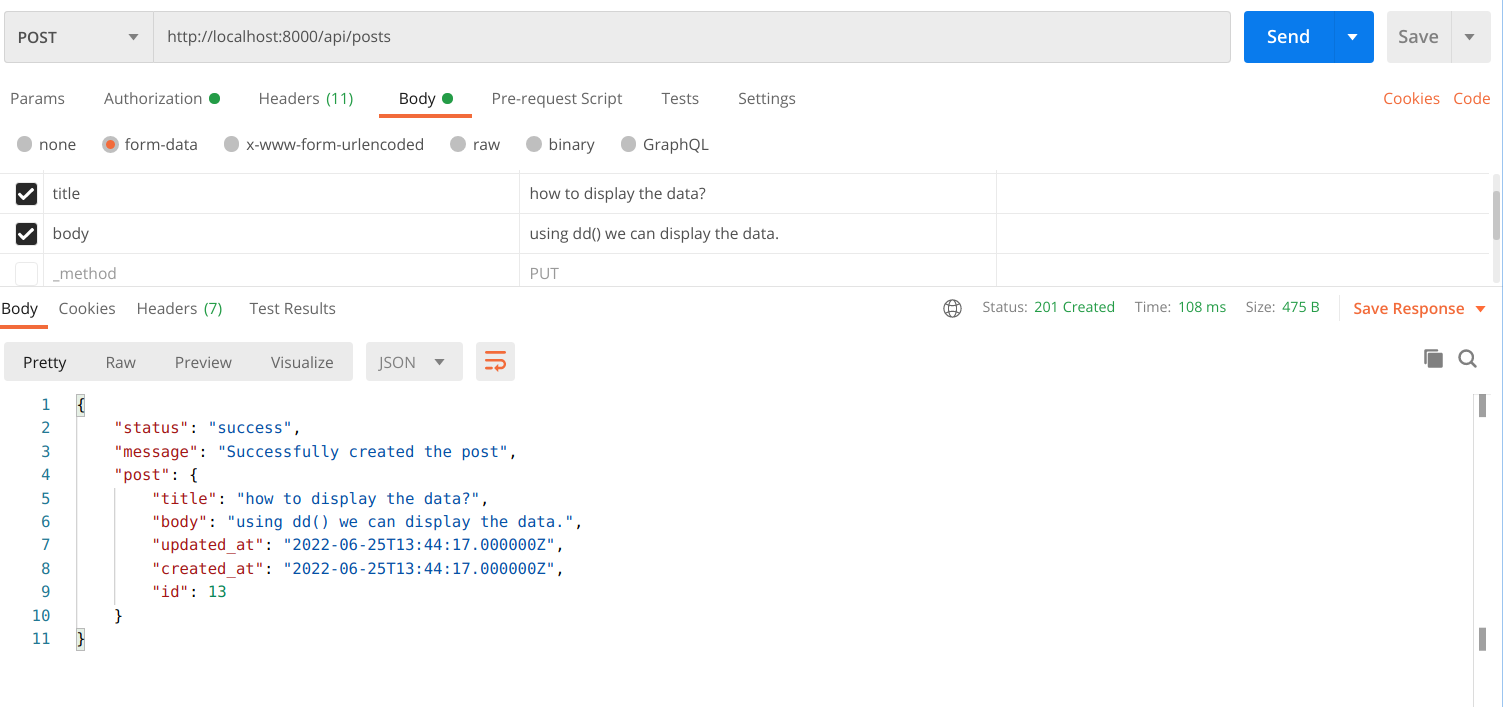 POST http://localhost:8000/api/posts Send Save
Params Authorization Headers (11) Body Pre-request Script Tests Settings Cookies Code
none form-data x-www-form-urlencoded raw binary GraphQL
title how to display the data?
body using dd() we can display the data.
_method PUT
Body Cookies Headers (7) Test Results Status: 201 Created Time: 108 ms Size: 475 B Save Response
Pretty Raw Preview Visualize JSON
1 {
2 "status": "success",
3 "message": "Successfully created the post",
4 "post": {
5 "title": "how to display the data?",
6 "body": "using dd() we can display the data.",
7 "updated_at": "2022-06-25T13:44:17.000000Z",
8 "created_at": "2022-06-25T13:44:17.000000Z",
9 "id": 13
10 }
11 }